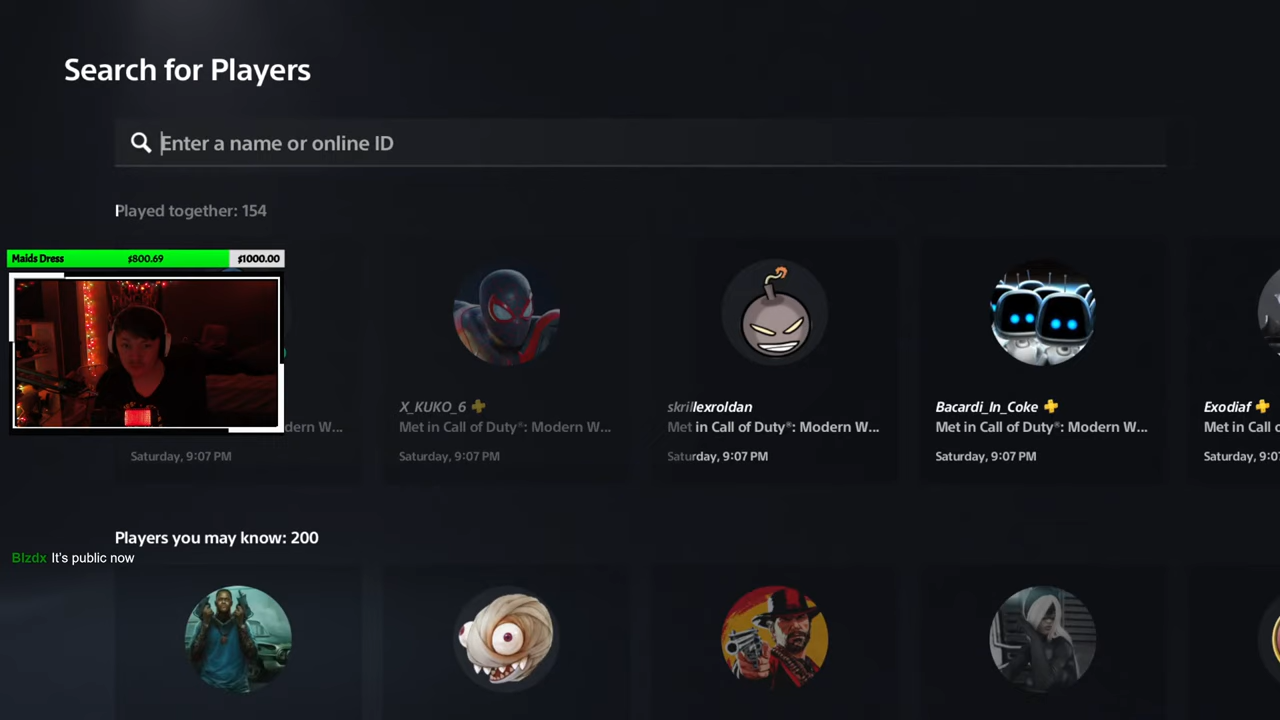 Search for Players
Enter a name or online ID
Played together: 154
Maids Dress $800.69 $1000.00
X_KUKO_6
skrillexroldan
Bacardi_In_Coke
Exodiaf
dern W...
Met in Call of Duty®: Modern W...
Met in Call of Duty®: Modern W...
Met in Call of Duty®: Modern W...
Met in Call of
Saturday, 9:07 PM
Saturday, 9:07 PM
Saturday, 9:07 PM
Saturday, 9:07 PM
Saturday, 9:0
Players you may know: 200
Blzdx It's public now